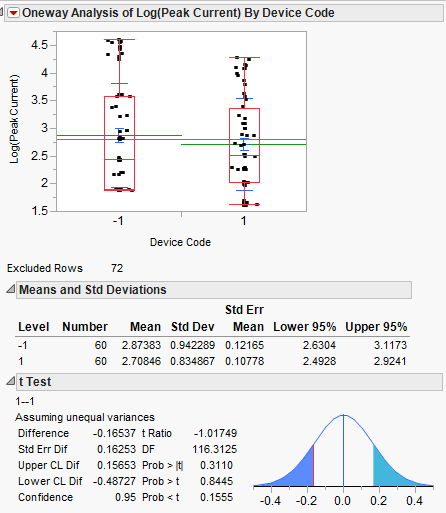 Oneway Analysis of Log(Peak Current) By Device Code
4.5
4
3.5
3
2.5
2
1.5
Log(Peak Current)
-1 1
Device Code
Excluded Rows 72
Means and Std Deviations
Std Err
Level Number Mean Std Dev Mean Lower 95% Upper 95%
-1 60 2.87383 0.942289 0.12165 2.6304 3.1173
1 60 2.70846 0.834867 0.10778 2.4928 2.9241
t Test
1--1
Assuming unequal variances
Difference -0.16537 t Ratio -1.01749
Std Err Dif 0.16253 DF 116.3125
Upper CL Dif 0.15653 Prob > |t| 0.3110
Lower CL Dif -0.48727 Prob > t 0.8445
Confidence 0.95 Prob < t 0.1555
-0.4 -0.2 0.0 0.2 0.4